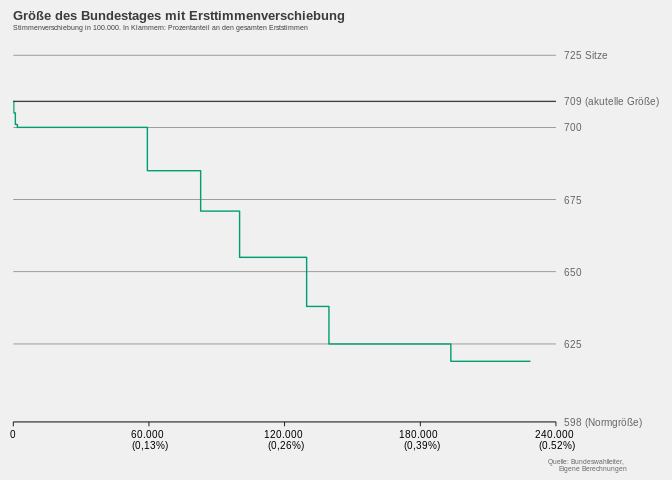 Größe des Bundestages mit Ersttimmenverschiebung
Stimmenverschiebung in 100.000. In Klammern: Prozentanteil an den gesamten Erststimmen
725 Sitze
709 (akutelle Größe)
700
675
650
625
598 (Normgröße)
0 60.000 120.000 180.000 240.000
(0,13%) (0,26%) (0,39%) (0.52%)
Quelle: Bundeswahlleiter,
Eigene Berechnungen